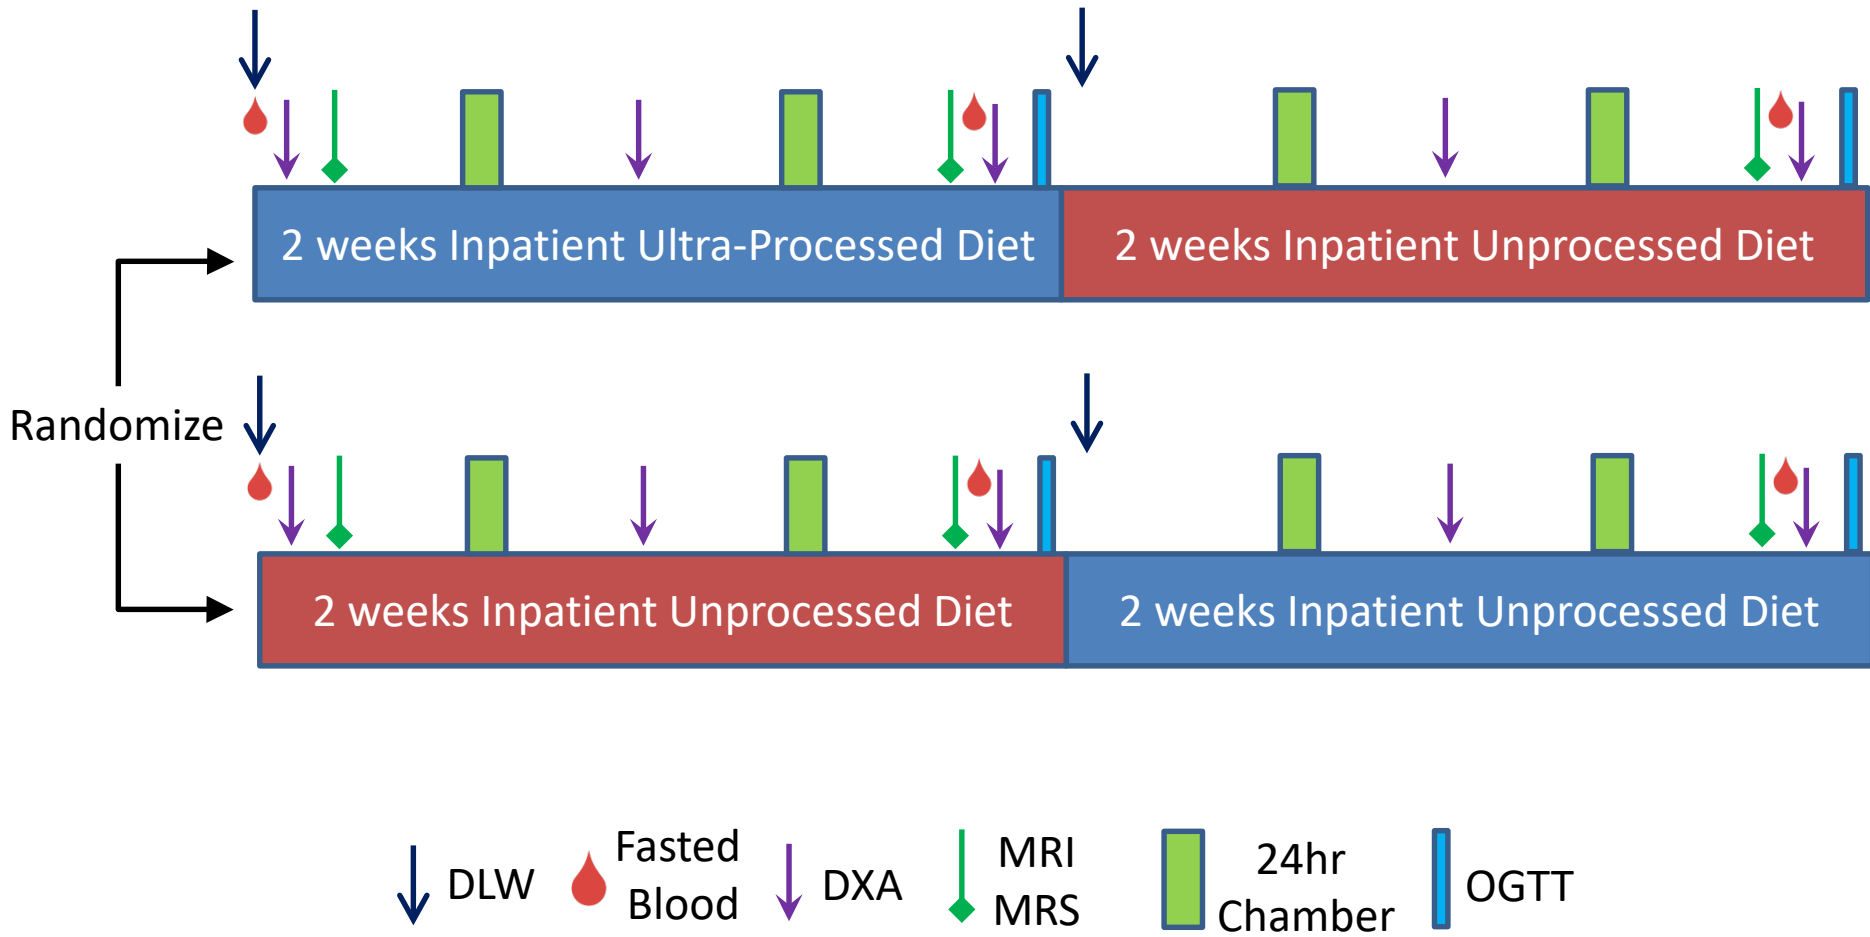 2 weeks Inpatient Ultra-Processed Diet
2 weeks Inpatient Unprocessed Diet
Randomize
2 weeks Inpatient Unprocessed Diet
2 weeks Inpatient Unprocessed Diet
DLW
Fasted
Blood
DXA
MRI
MRS
24hr
Chamber
OGTT